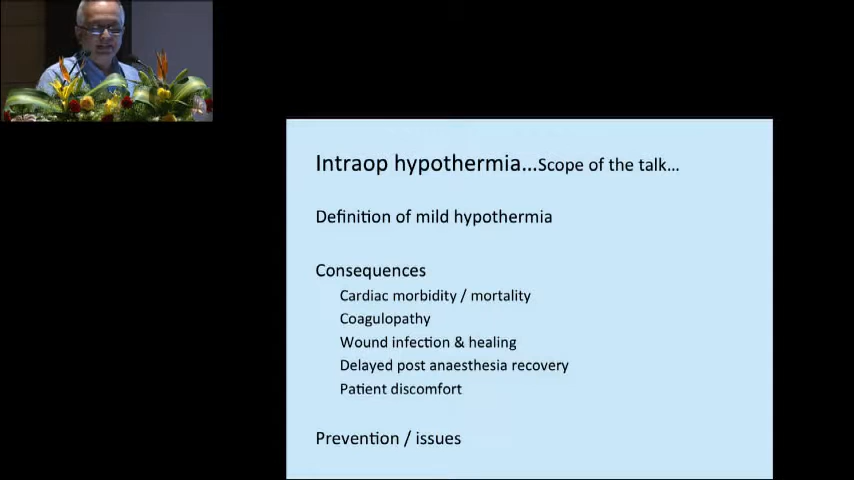 Intraop hypothermia...Scope of the talk...
Definition of mild hypothermia
Consequences
Cardiac morbidity / mortality
Coagulopathy
Wound infection & healing
Delayed post anaesthesia recovery
Patient discomfort
Prevention / issues